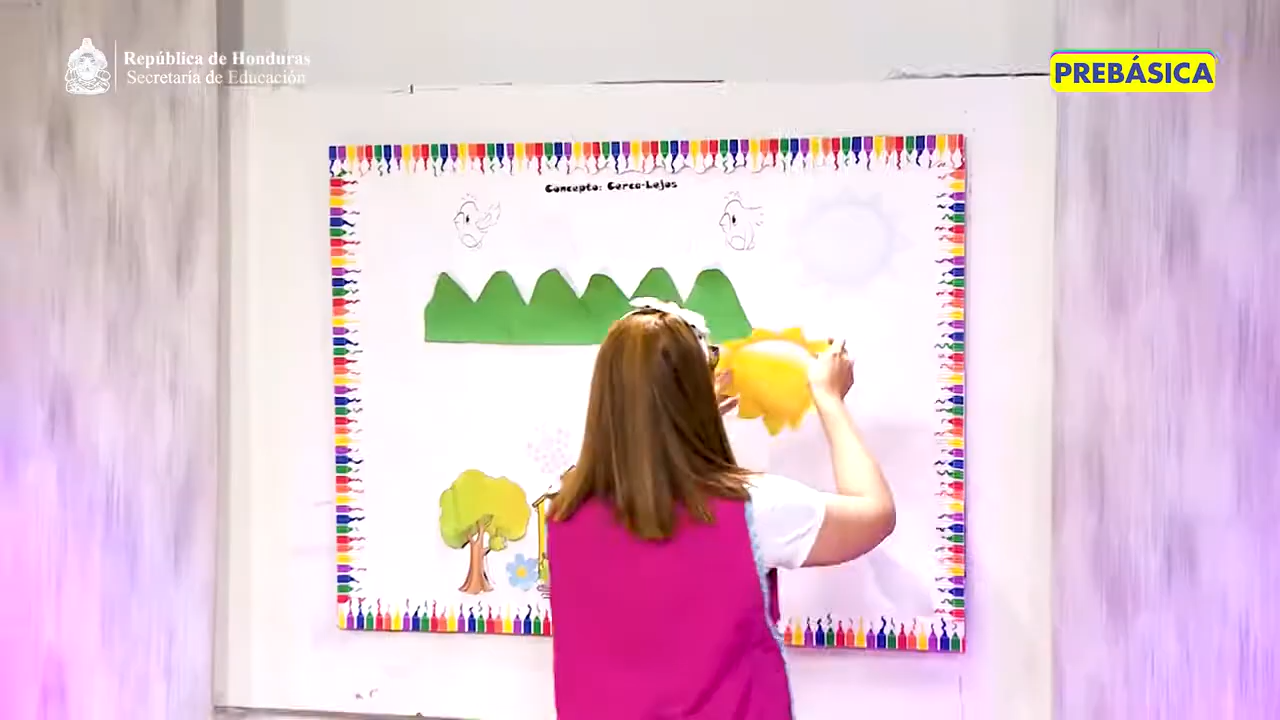 República de Honduras
Secretaría de Educación
PREBÁSICA
Concepto: Cerca-Lejos